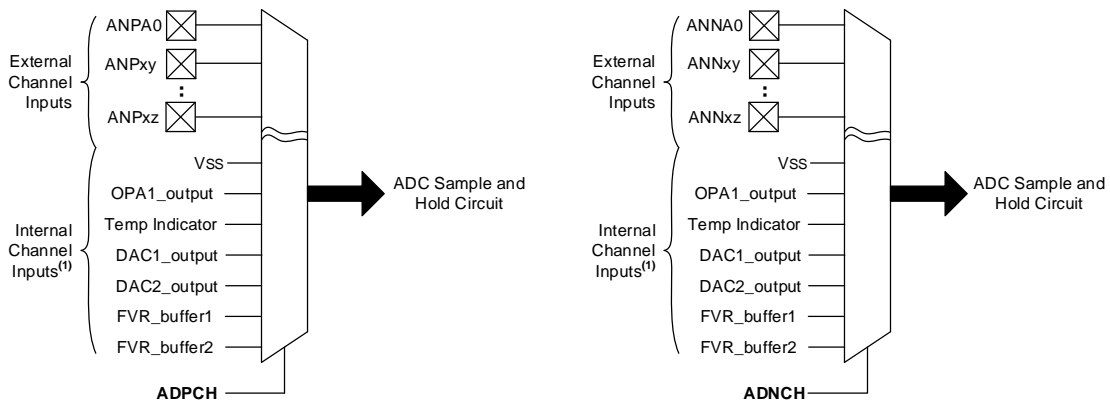 ANPA0
ANPxy
⋮
ANPxz
External
Channel
Inputs
VSS
OPA1_output
Temp Indicator
DAC1_output
DAC2_output
FVR_buffer1
FVR_buffer2
Internal
Channel
Inputs(1)
ADPCH
ADC Sample and
Hold Circuit
ANNA0
ANNxy
⋮
ANNxz
External
Channel
Inputs
VSS
OPA1_output
Temp Indicator
DAC1_output
DAC2_output
FVR_buffer1
FVR_buffer2
Internal
Channel
Inputs(1)
ADNCH
ADC Sample and
Hold Circuit